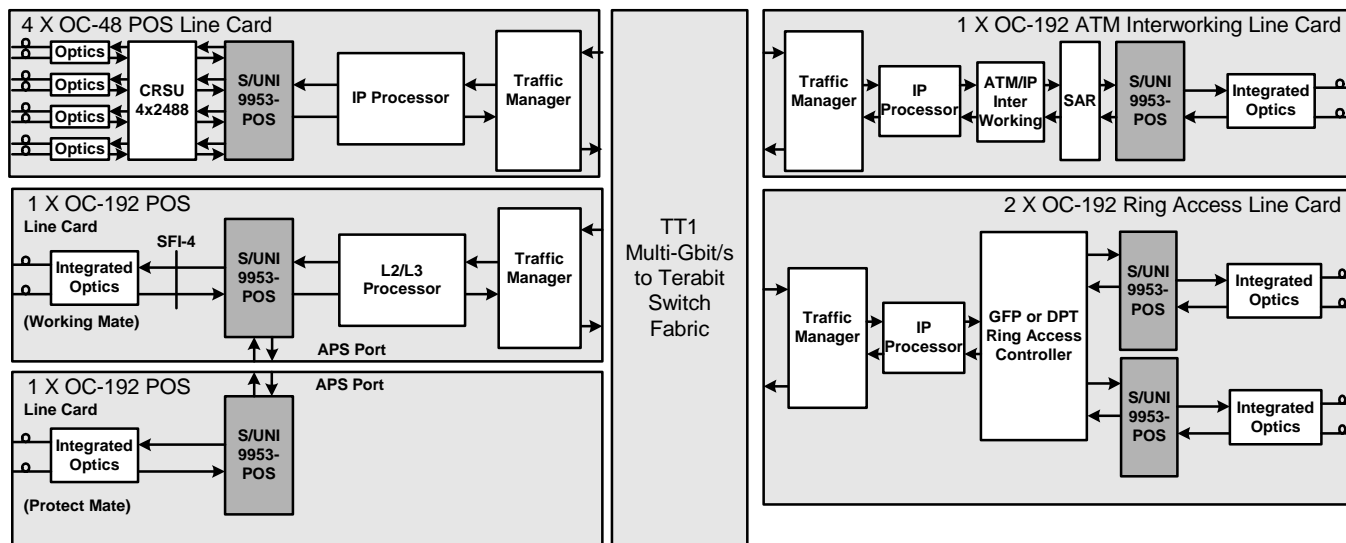 4 X OC-48 POS Line Card
Optics
Optics
Optics
Optics
CRSU
4x2488
S/UNI
9953-
POS
IP Processor
Traffic
Manager
1 X OC-192 POS
Line Card
SFI-4
Integrated
Optics
(Working Mate)
S/UNI
9953-
POS
L2/L3
Processor
Traffic
Manager
APS Port
1 X OC-192 POS
Line Card
APS Port
Integrated
Optics
(Protect Mate)
S/UNI
9953-
POS
TT1
Multi-Gbit/s
to Terabit
Switch
Fabric
1 X OC-192 ATM Interworking Line Card
Traffic
Manager
IP
Processor
ATM/IP
Inter
Working
SAR
S/UNI
9953-
POS
Integrated
Optics
2 X OC-192 Ring Access Line Card
Traffic
Manager
IP
Processor
GFP or DPT
Ring Access
Controller
S/UNI
9953-
POS
Integrated
Optics
S/UNI
9953-
POS
Integrated
Optics